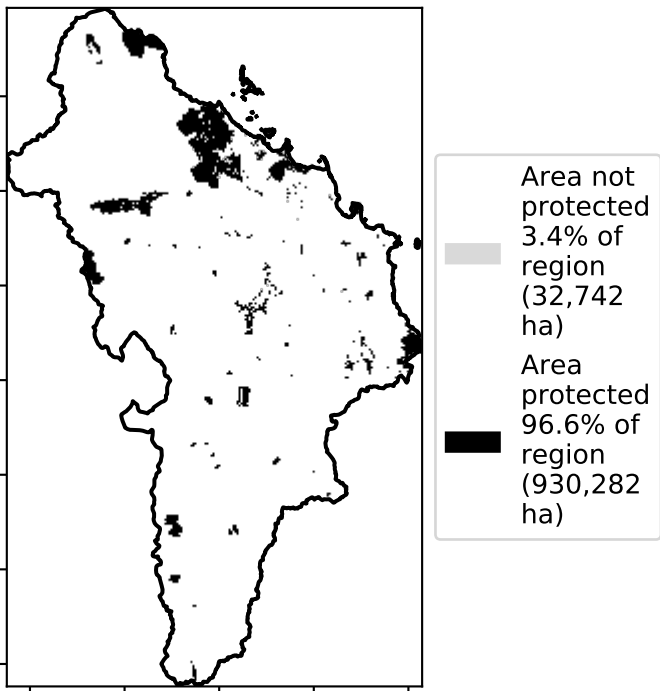 Area not
protected
3.4% of
region
(32,742
ha)
Area
protected
96.6% of
region
(930,282
ha)